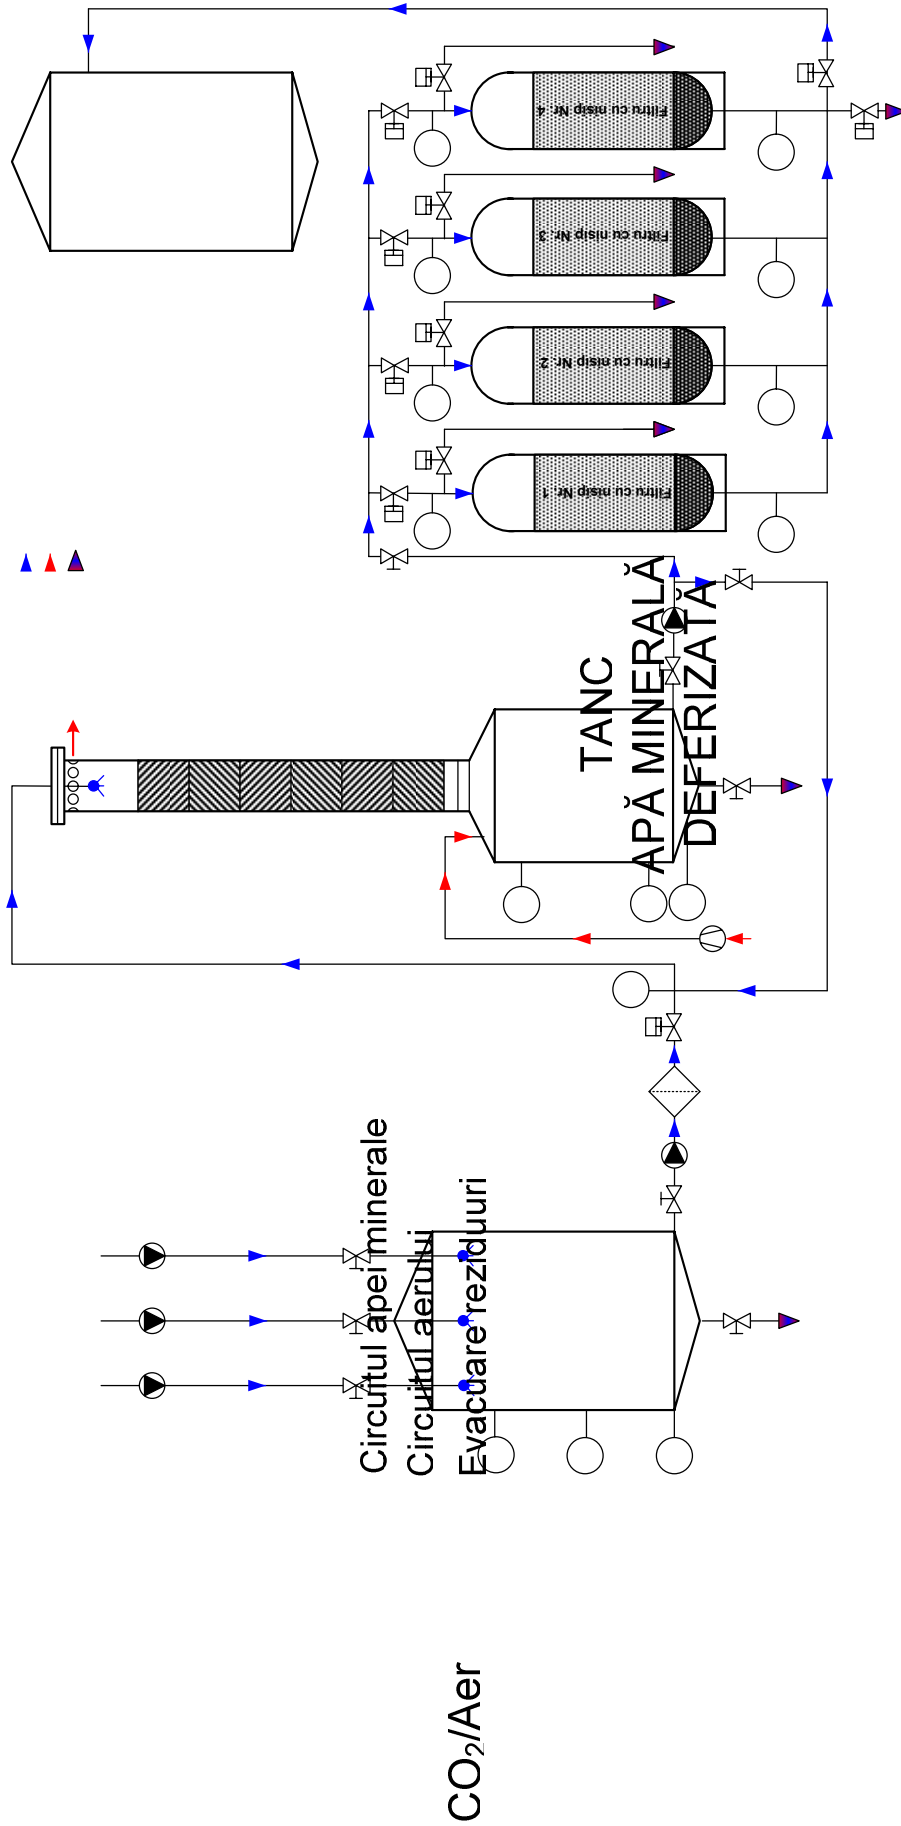 Filtru cu nisip Nr. 4
Filtru cu nisip Nr. 3
Filtru cu nisip Nr. 2
Filtru cu nisip Nr. 1
TANC
APĂ MINERALĂ
DEFERIZATĂ
Circuitul apei minerale
Circuitul aerului
Evacuare reziduuri
CO₂/Aer